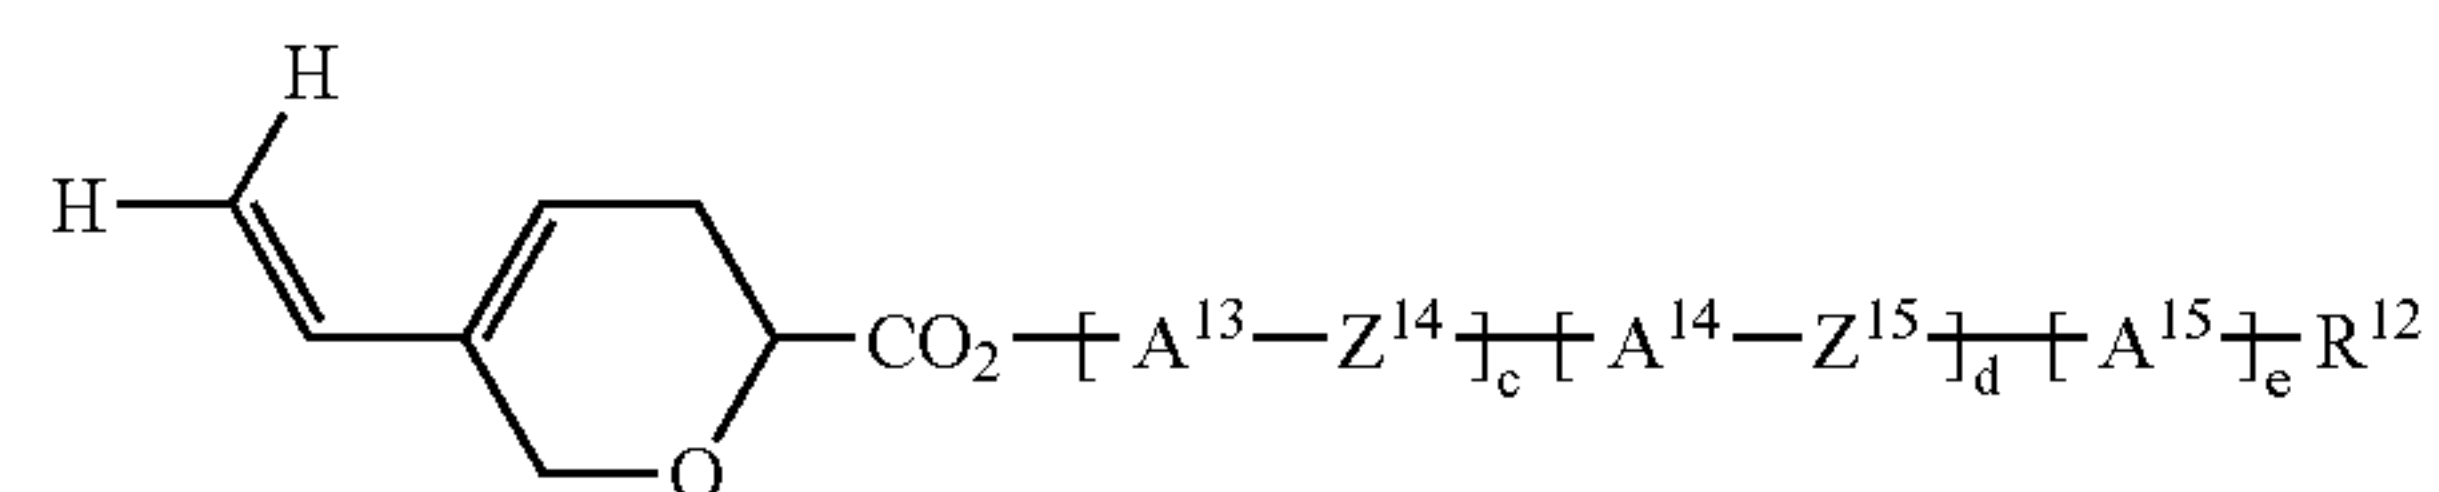 H
H
CO₂ [ A¹³ Z¹⁴ ]c [ A¹⁴ Z¹⁵ ]d [ A¹⁵ ]e R¹²
O